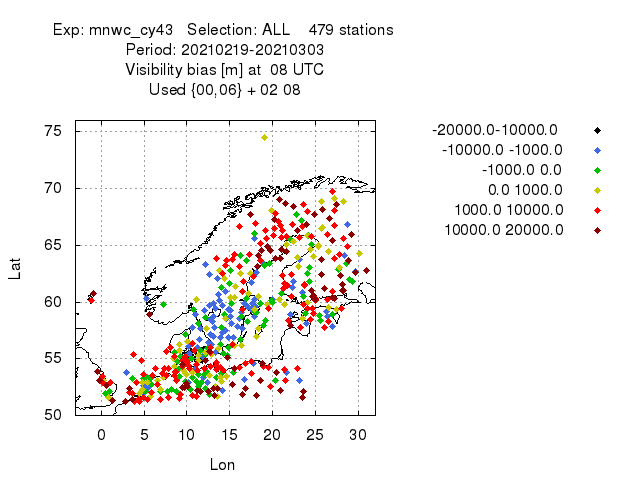 Exp: mnwc_cy43 Selection: ALL 479 stations
Period: 20210219-20210303
Visibility bias [m] at 08 UTC
Used {00,06} + 02 08
-20000.0-10000.0
-10000.0 -1000.0
-1000.0 0.0
0.0 1000.0
1000.0 10000.0
10000.0 20000.0
75
70
65
60
55
50
Lat
0 5 10 15 20 25 30
Lon